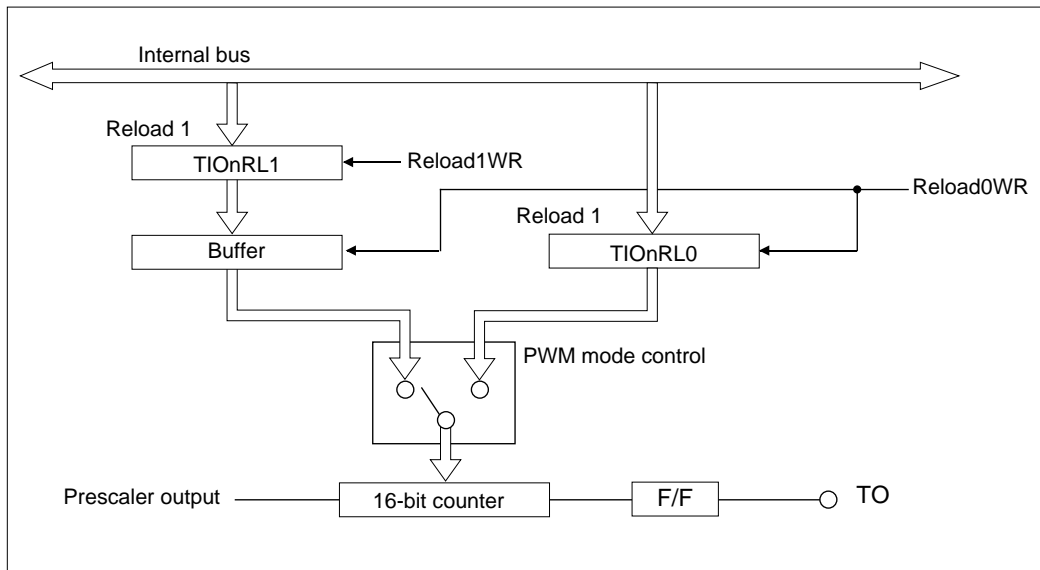 Internal bus
Reload 1
TIOnRL1
Reload1WR
Reload0WR
Reload 1
Buffer
TIOnRL0
PWM mode control
Prescaler output
16-bit counter
F/F
TO